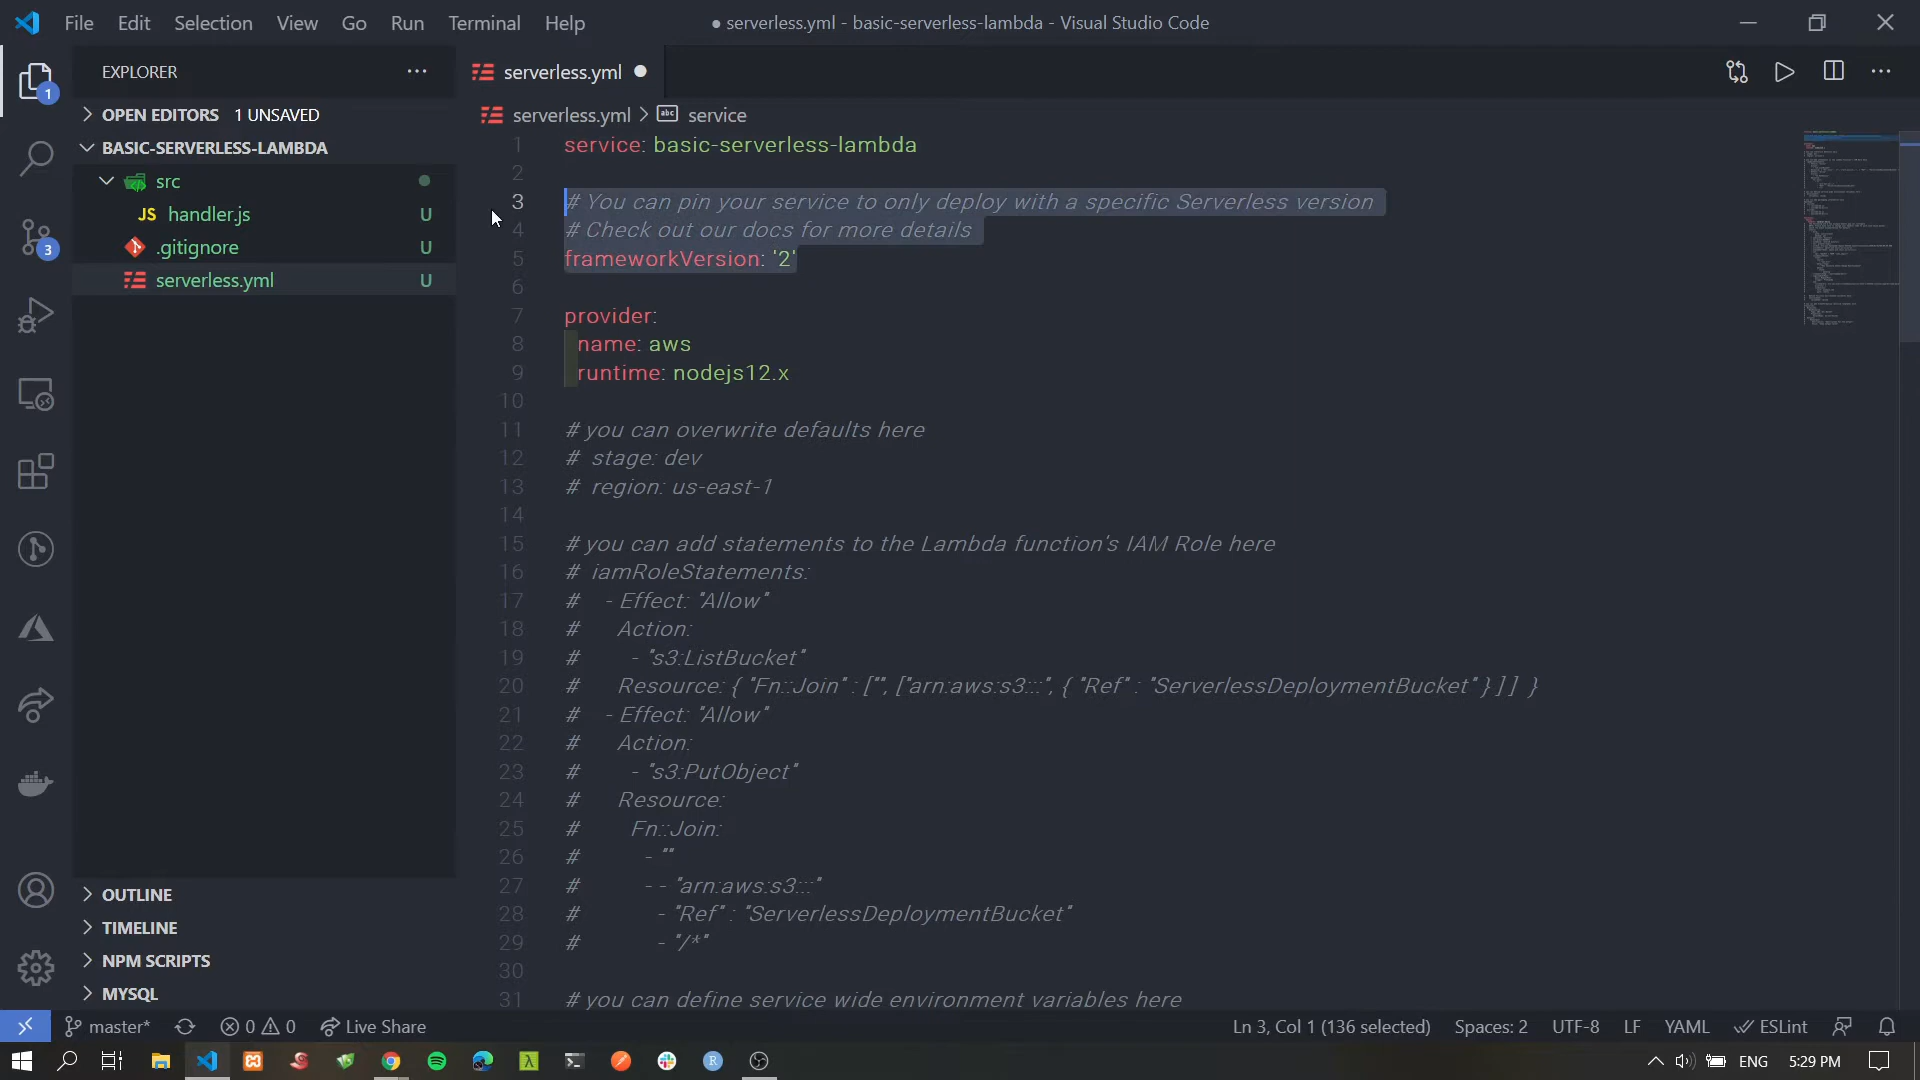 File Edit Selection View Go Run Terminal Help
● serverless.yml - basic-serverless-lambda - Visual Studio Code
EXPLORER
serverless.yml
1
OPEN EDITORS 1 UNSAVED
serverless.yml > abc service
BASIC-SERVERLESS-LAMBDA
src
JS handler.js U
.gitignore U
serverless.yml U
3
OUTLINE
TIMELINE
NPM SCRIPTS
MYSQL
1 service: basic-serverless-lambda
2
3 # You can pin your service to only deploy with a specific Serverless version
4 # Check out our docs for more details
5 frameworkVersion: '2'
6
7 provider:
8 name: aws
9 runtime: nodejs12.x
10
11 # you can overwrite defaults here
12 # stage: dev
13 # region: us-east-1
14
15 # you can add statements to the Lambda function's IAM Role here
16 # iamRoleStatements:
17 # - Effect: "Allow"
18 # Action:
19 # - "s3:ListBucket"
20 # Resource: { "Fn::Join" : ["", ["arn:aws:s3:::", { "Ref" : "ServerlessDeploymentBucket" } ] ] }
21 # - Effect: "Allow"
22 # Action:
23 # - "s3:PutObject"
24 # Resource:
25 # Fn::Join:
26 # - ""
27 # - - "arn:aws:s3:::"
28 # - "Ref" : "ServerlessDeploymentBucket"
29 # - "/*"
30
31 # you can define service wide environment variables here
master* 0 0 Live Share
Ln 3, Col 1 (136 selected) Spaces: 2 UTF-8 LF YAML ESLint
ENG 5:29 PM